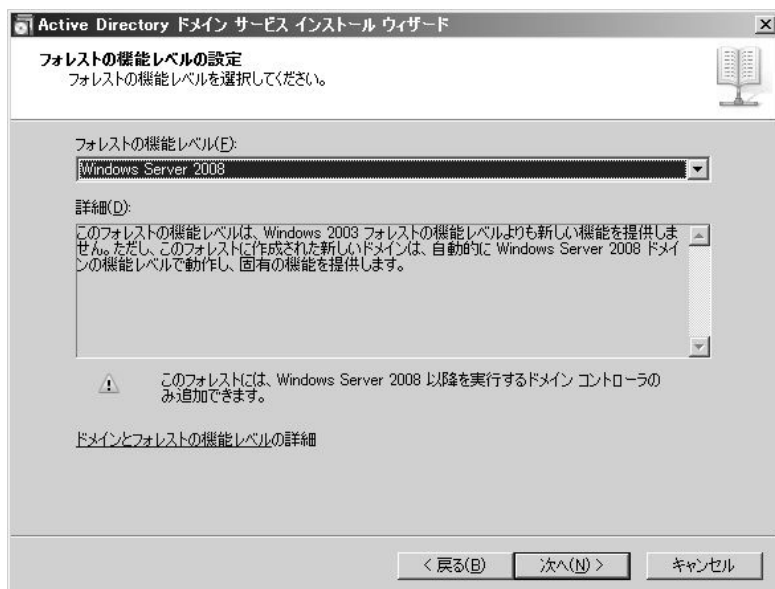 Active Directory ドメイン サービス インストール ウィザード
フォレストの機能レベルの設定
フォレストの機能レベルを選択してください。
フォレストの機能レベル(F):
Windows Server 2008
詳細(D):
このフォレストの機能レベルは、Windows 2003 フォレストの機能レベルよりも新しい機能を提供しま
せん。ただし、このフォレストに作成された新しいドメインは、自動的に Windows Server 2008 ドメイ
ンの機能レベルで動作し、固有の機能を提供します。
このフォレストには、Windows Server 2008 以降を実行するドメイン コントローラの
み追加できます。
ドメインとフォレストの機能レベルの詳細
< 戻る(B)
次へ(N) >
キャンセル